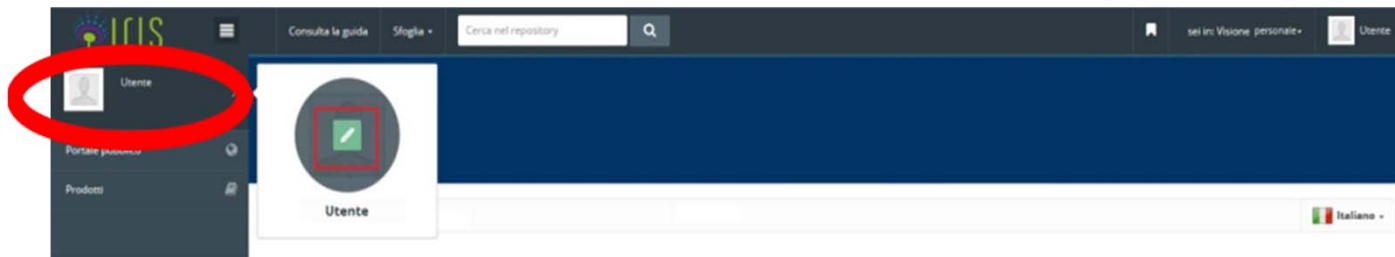 IRIS
Consulta la guida
Sfoglia
Cerca nel repository
sei in: Visione personale
Utente
Utente
Portale pubblico
Prodotti
Utente
Italiano